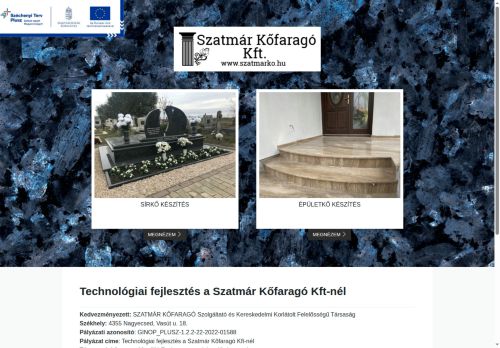 Széchenyi Terv
Plusz
Szatmár Kőfaragó
Kft.
www.szatmarko.hu
SÍRKŐ KÉSZÍTÉS
ÉPÜLETKŐ KÉSZÍTÉS
MEGNÉZEM
MEGNÉZEM
Technológiai fejlesztés a Szatmár Kőfaragó Kft-nél
Kedvezményezett: SZATMÁR KŐFARAGÓ Szolgáltató és Kereskedelmi Korlátolt Felelősségű Társaság
Székhely: 4355 Nagyecsed, Vasút u. 18.
Pályázati azonosító: GINOP_PLUSZ-1.2.2-22-2022-01588
Pályázat címe: Technológiai fejlesztés a Szatmár Kőfaragó Kft-nél